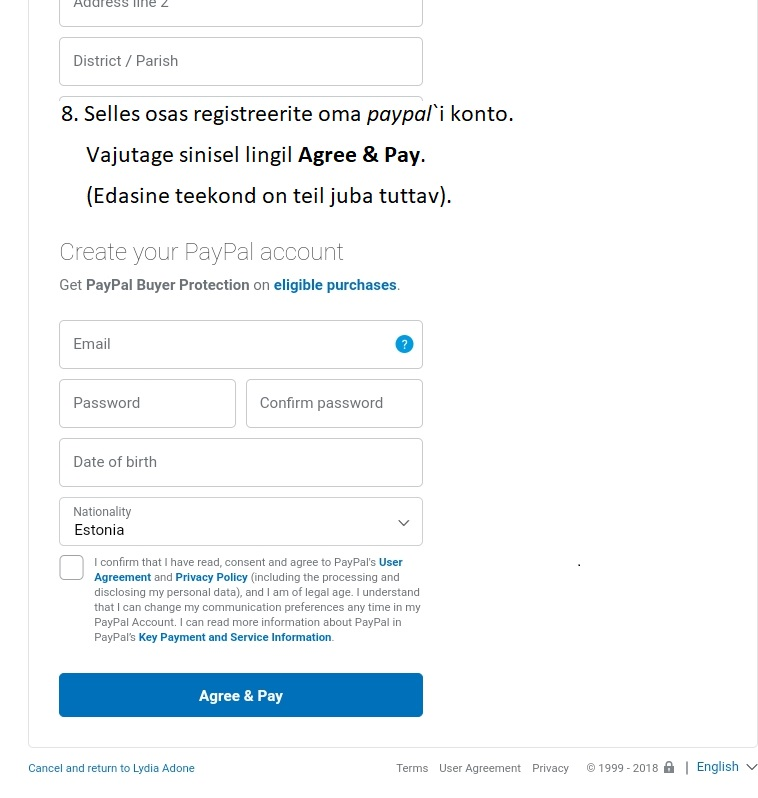 Address line 2
District / Parish
8. Selles osas registreerite oma paypal`i konto.
Vajutage sinisel lingil Agree & Pay.
(Edasine teekond on teil juba tuttav).
Create your PayPal account
Get PayPal Buyer Protection on eligible purchases.
Email ?
Password Confirm password
Date of birth
Nationality
Estonia
I confirm that I have read, consent and agree to PayPal's User
Agreement and Privacy Policy (including the processing and
disclosing my personal data), and I am of legal age. I understand
that I can change my communication preferences any time in my
PayPal Account. I can read more information about PayPal in
PayPal's Key Payment and Service Information.
Agree & Pay
Cancel and return to Lydia Adone Terms User Agreement Privacy © 1999 - 2018 | English